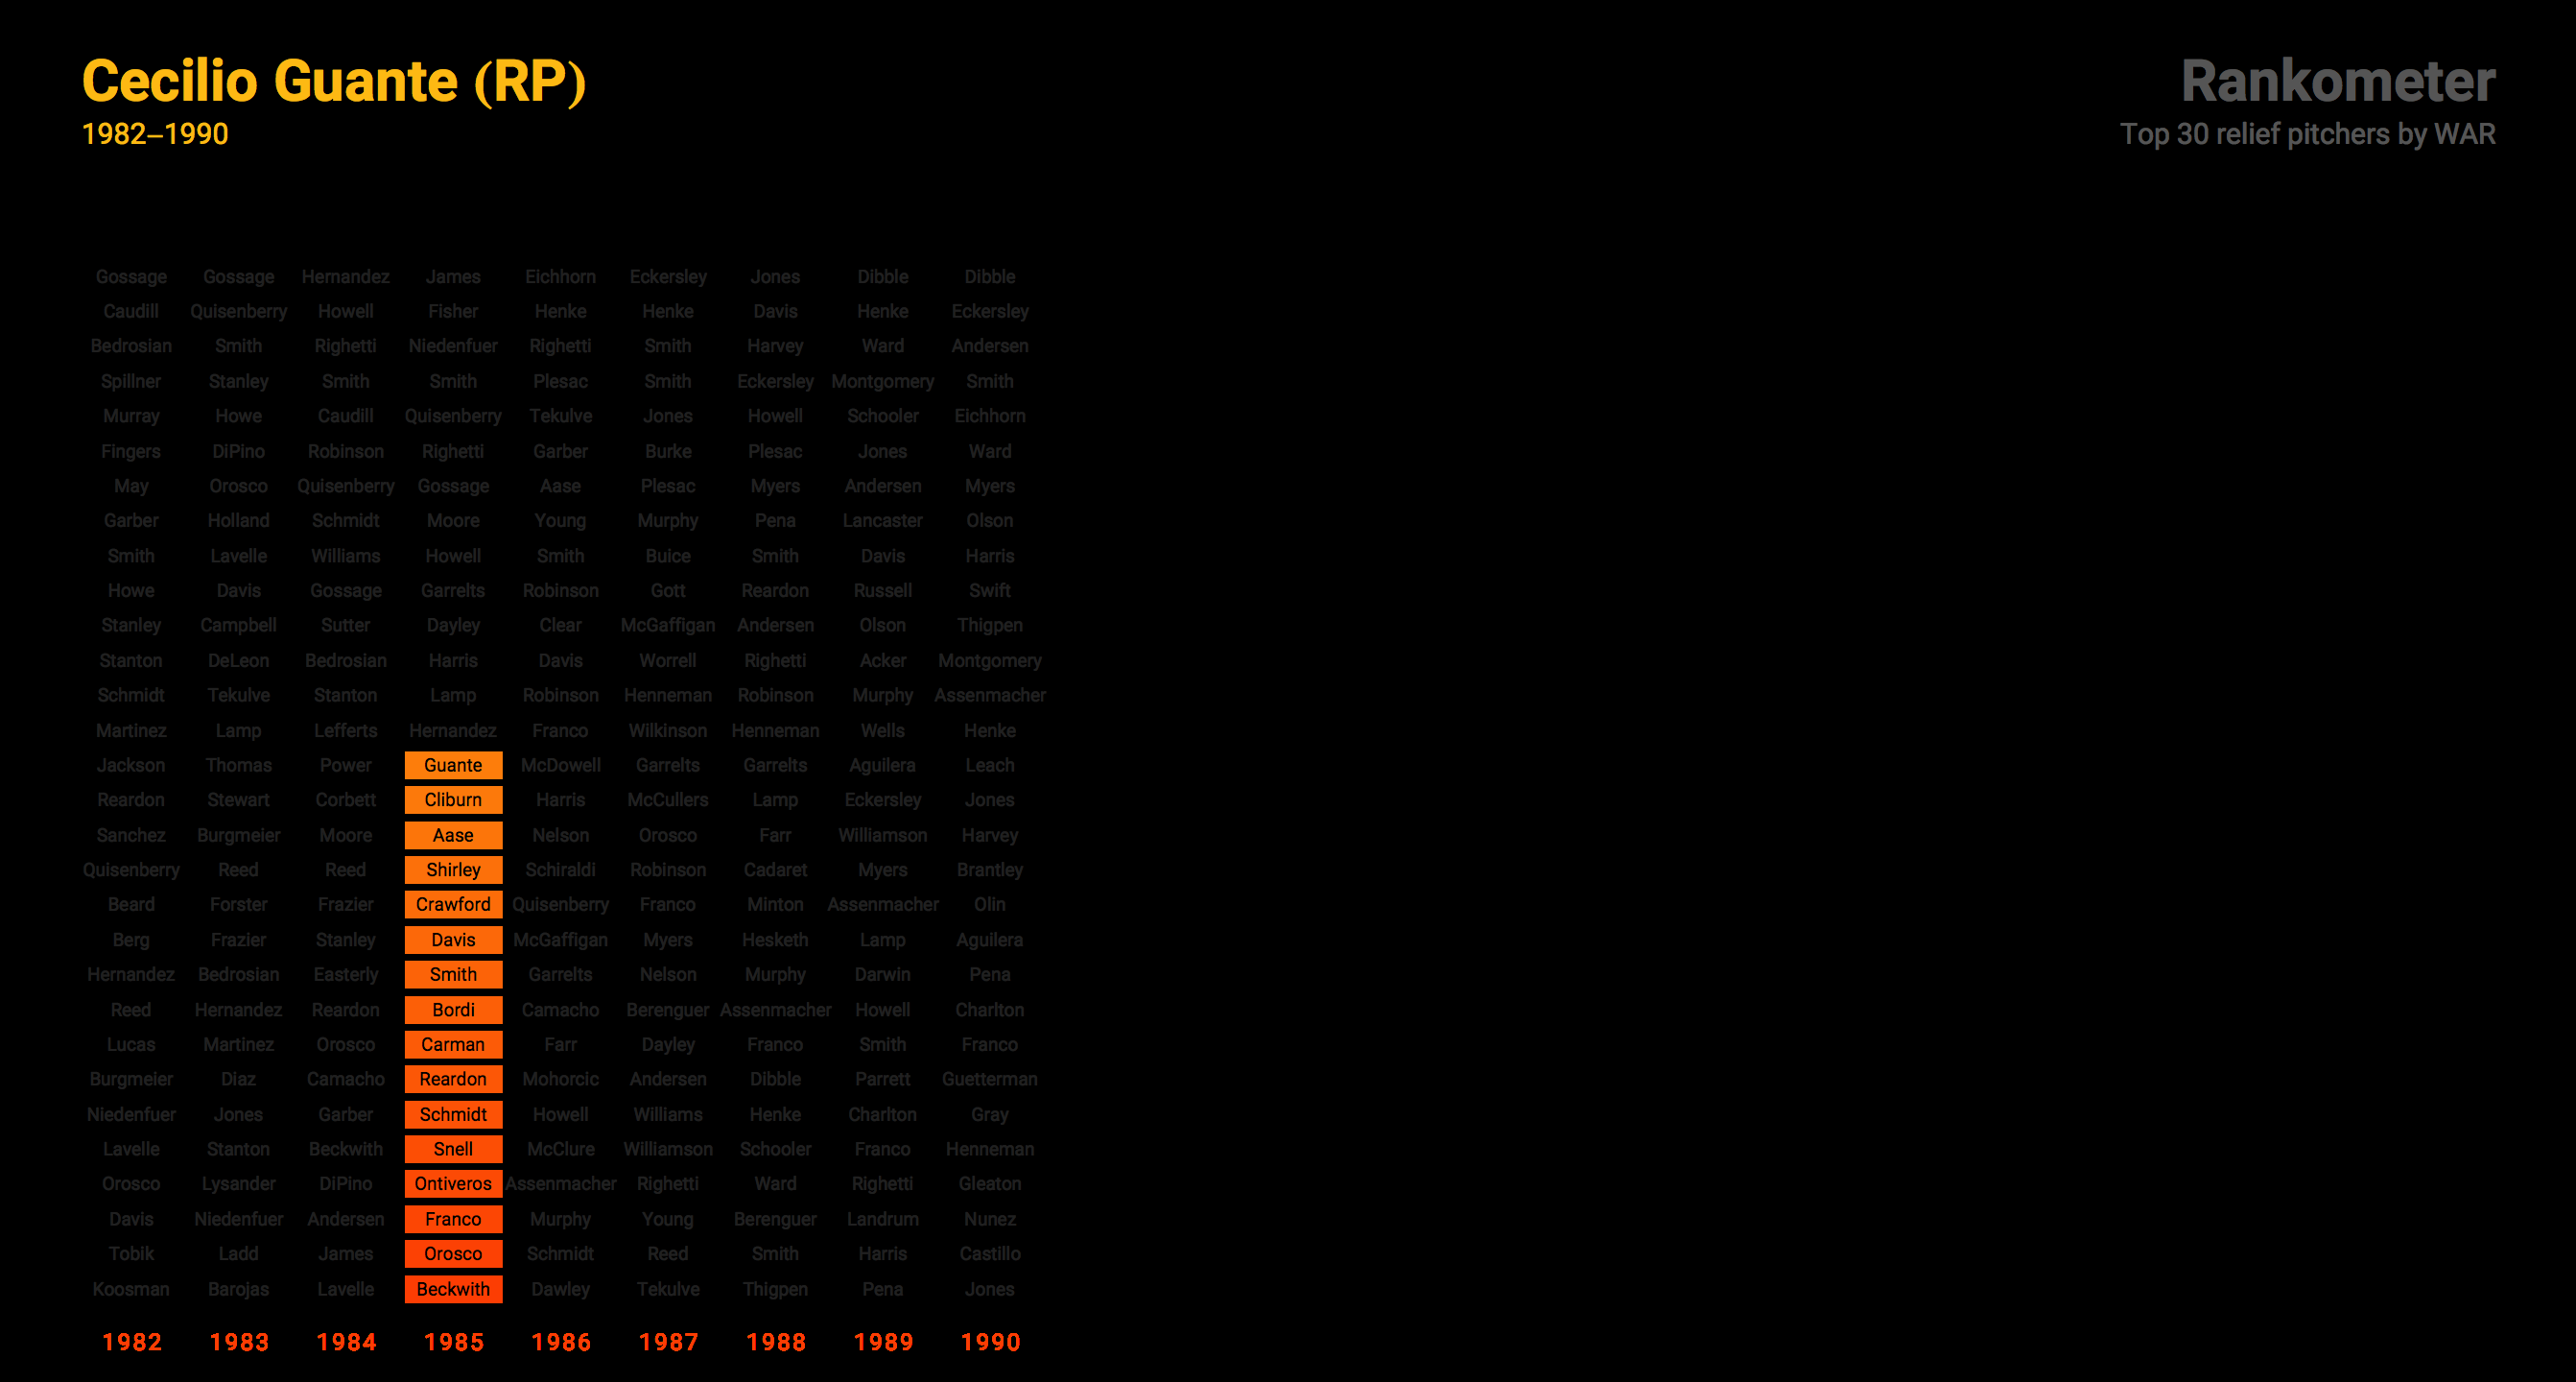 Cecilio Guante (RP)
1982–1990
Rankometer
Top 30 relief pitchers by WAR
Gossage Gossage Hernandez James Eichhorn Eckersley Jones Dibble Dibble
Caudill Quisenberry Howell Fisher Henke Henke Davis Henke Eckersley
Bedrosian Smith Righetti Niedenfuer Righetti Smith Harvey Ward Andersen
Spillner Stanley Smith Smith Plesac Smith Eckersley Montgomery Smith
Murray Howe Caudill Quisenberry Tekulve Jones Howell Schooler Eichhorn
Fingers DiPino Robinson Righetti Garber Burke Plesac Jones Ward
May Orosco Quisenberry Gossage Aase Plesac Myers Andersen Myers
Garber Holland Schmidt Moore Young Murphy Pena Lancaster Olson
Smith Lavelle Williams Howell Smith Buice Smith Davis Harris
Howe Davis Gossage Garrelts Robinson Gott Reardon Russell Swift
Stanley Campbell Sutter Dayley Clear McGaffigan Andersen Olson Thigpen
Stanton DeLeon Bedrosian Harris Davis Worrell Righetti Acker Montgomery
Schmidt Tekulve Stanton Lamp Robinson Henneman Robinson Murphy Assenmacher
Martinez Lamp Lefferts Hernandez Franco Wilkinson Henneman Wells Henke
Jackson Thomas Power Guante McDowell Garrelts Garrelts Aguilera Leach
Reardon Stewart Corbett Cliburn Harris McCullers Lamp Eckersley Jones
Sanchez Burgmeier Moore Aase Nelson Orosco Farr Williamson Harvey
Quisenberry Reed Reed Shirley Schiraldi Robinson Cadaret Myers Brantley
Beard Forster Frazier Crawford Quisenberry Franco Minton Assenmacher Olin
Berg Frazier Stanley Davis McGaffigan Myers Hesketh Lamp Aguilera
Hernandez Bedrosian Easterly Smith Garrelts Nelson Murphy Darwin Pena
Reed Hernandez Reardon Bordi Camacho Berenguer Assenmacher Howell Charlton
Lucas Martinez Orosco Carman Farr Dayley Franco Smith Franco
Burgmeier Diaz Camacho Reardon Mohorcic Andersen Dibble Parrett Guetterman
Niedenfuer Jones Garber Schmidt Howell Williams Henke Charlton Gray
Lavelle Stanton Beckwith Snell McClure Williamson Schooler Franco Henneman
Orosco Lysander DiPino Ontiveros Assenmacher Righetti Ward Righetti Gleaton
Davis Niedenfuer Andersen Franco Murphy Young Berenguer Landrum Nunez
Tobik Ladd James Orosco Schmidt Reed Smith Harris Castillo
Koosman Barojas Lavelle Beckwith Dawley Tekulve Thigpen Pena Jones
1982 1983 1984 1985 1986 1987 1988 1989 1990